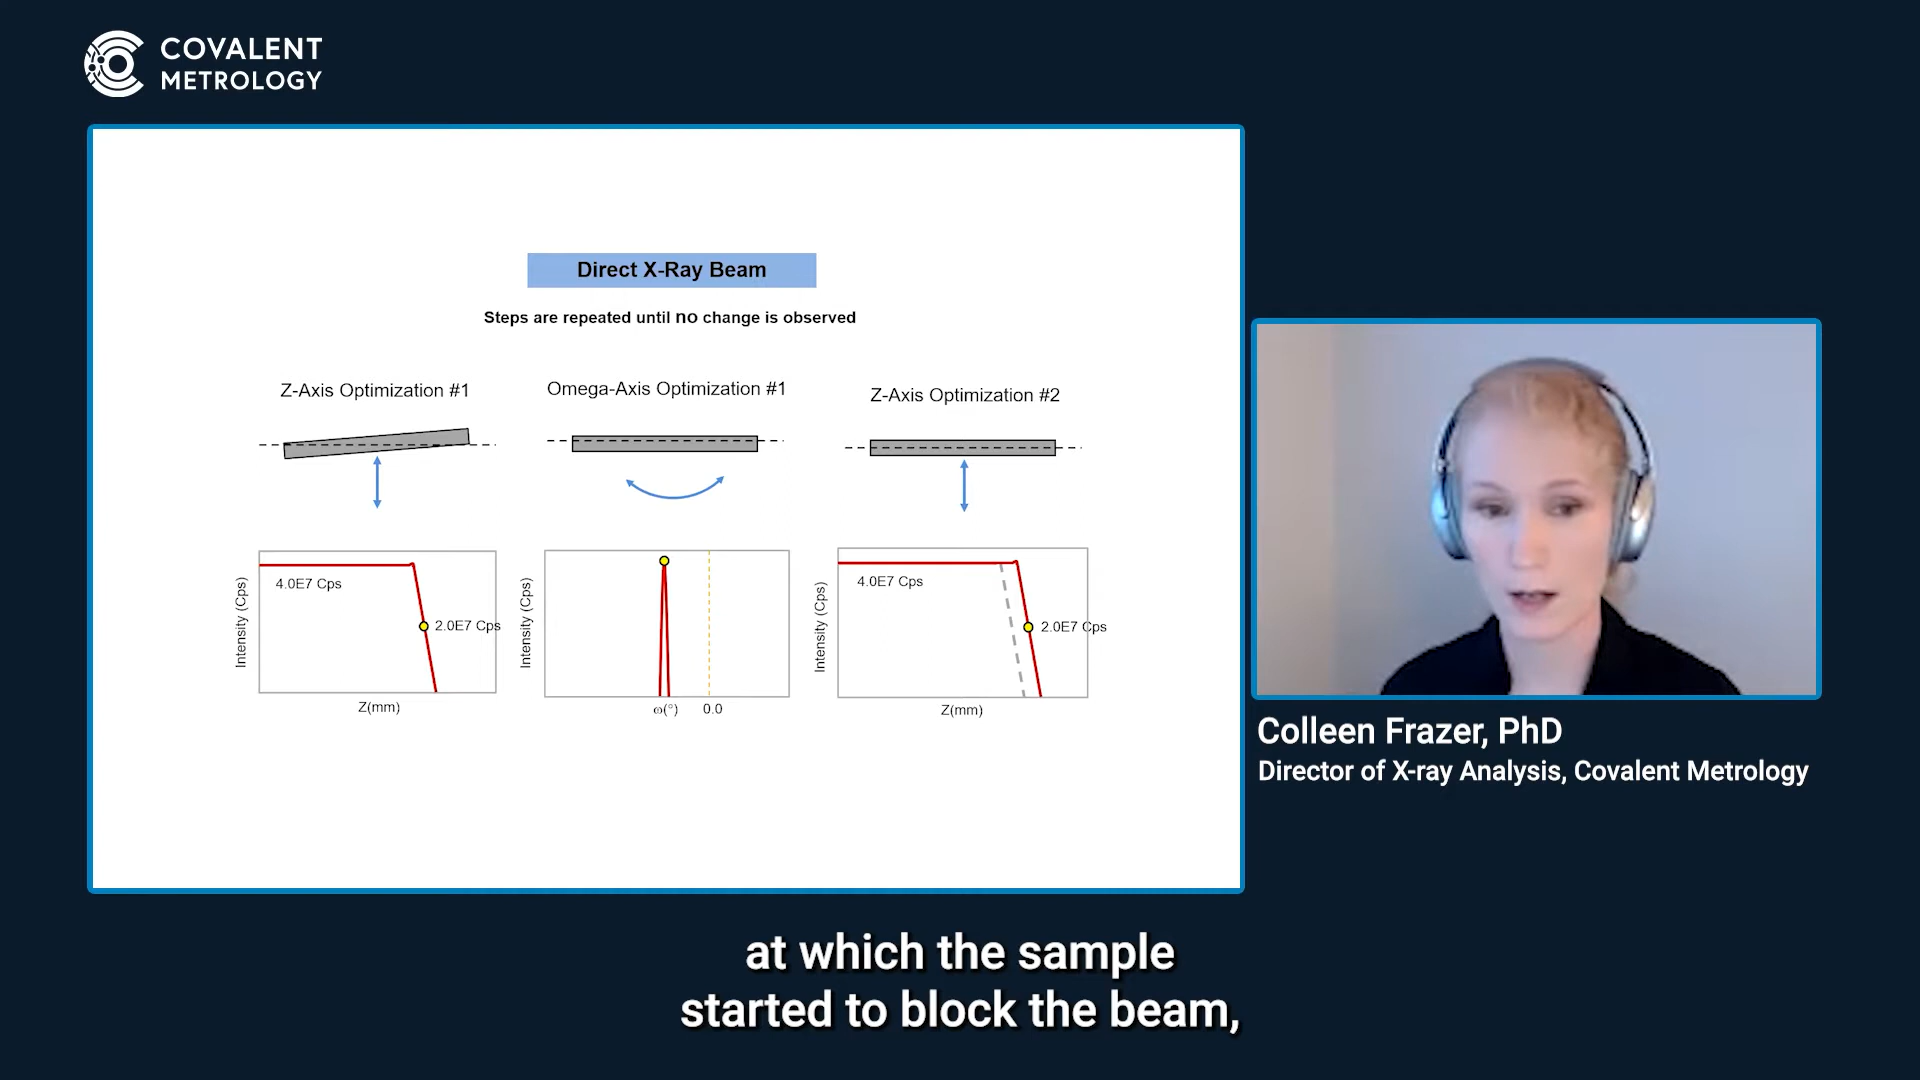 COVALENT
METROLOGY
Direct X-Ray Beam
Steps are repeated until no change is observed
Z-Axis Optimization #1
Omega-Axis Optimization #1
Z-Axis Optimization #2
4.0E7 Cps
2.0E7 Cps
Intensity (Cps)
Z(mm)
Intensity (Cps)
ω(°)
0.0
4.0E7 Cps
2.0E7 Cps
Intensity (Cps)
Z(mm)
Colleen Frazer, PhD
Director of X-ray Analysis, Covalent Metrology
at which the sample
started to block the beam,